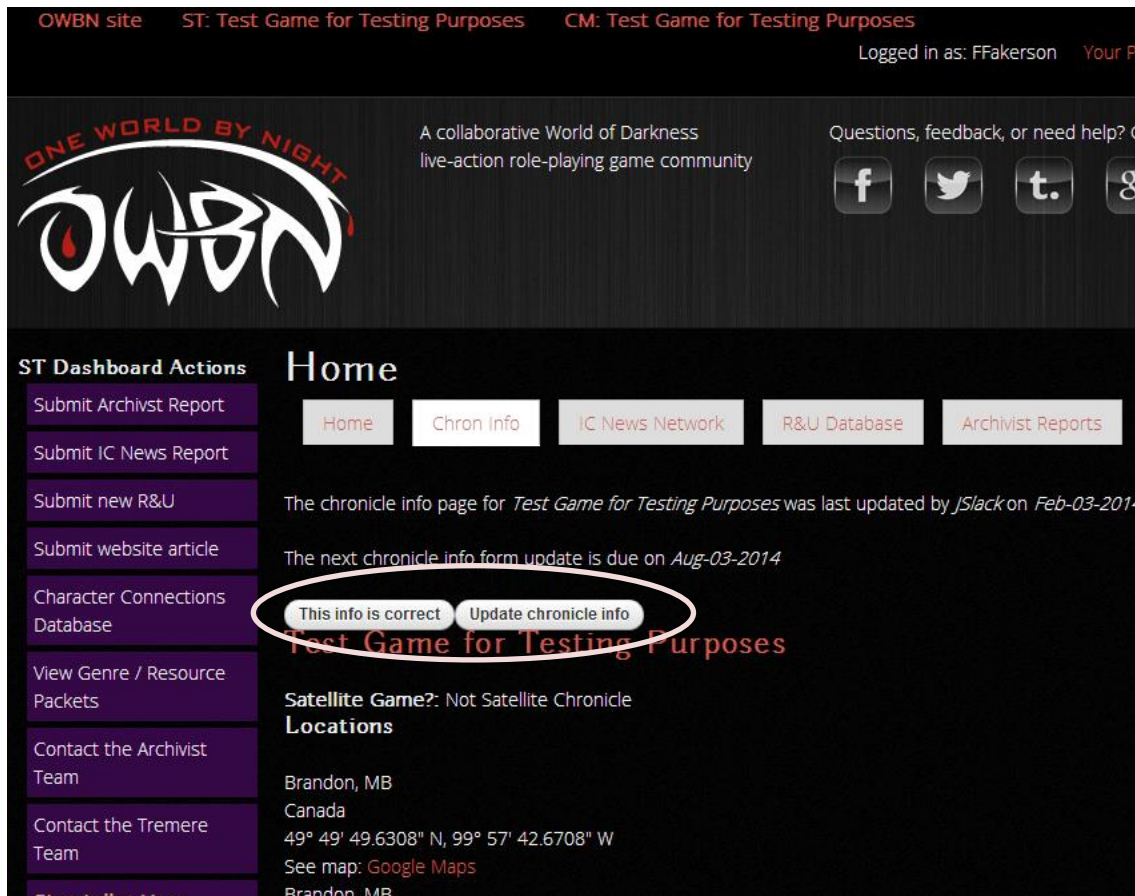 OWBN site ST: Test Game for Testing Purposes CM: Test Game for Testing Purposes
Logged in as: FFakerson Your
ONE WORLD BY NIGHT
OWBN
A collaborative World of Darkness
live-action role-playing game community
Questions, feedback, or need help?
f t.
ST Dashboard Actions
Submit Archivst Report
Submit IC News Report
Submit new R&U
Submit website article
Character Connections
Database
View Genre / Resource
Packets
Contact the Archivist
Team
Contact the Tremere
Team
Home
Home Chron Info IC News Network R&U Database Archivist Reports
The chronicle info page for Test Game for Testing Purposes was last updated by JSlack on Feb-03-2014
The next chronicle info form update is due on Aug-03-2014
This info is correct Update chronicle info
Test Game for Testing Purposes
Satellite Game?: Not Satellite Chronicle
Locations
Brandon, MB
Canada
49° 49' 49.6308" N, 99° 57' 42.6708" W
See map: Google Maps
Brandon, MB